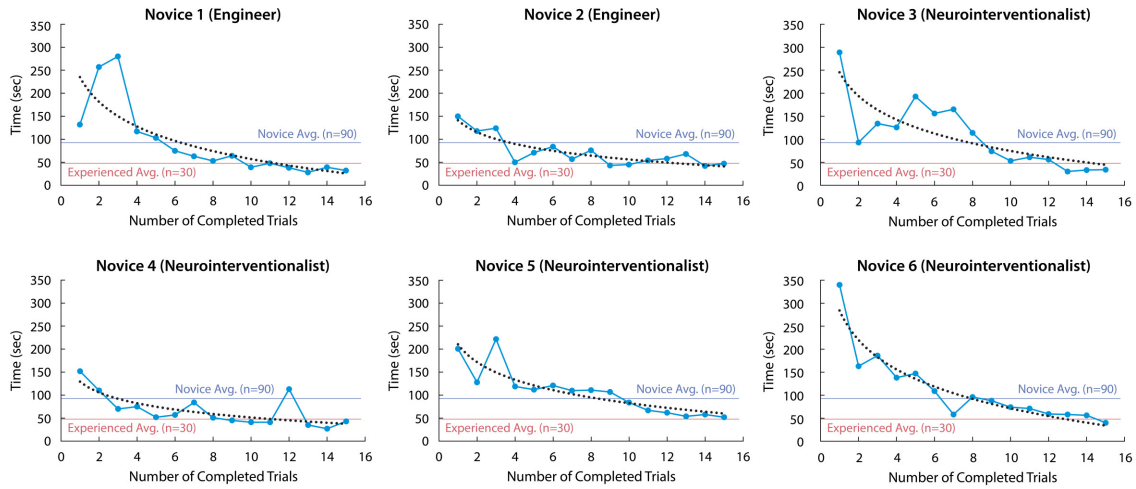 Novice 1 (Engineer)
350
300
250
200
150
100
50
0
Time (sec)
Novice Avg. (n=90)
Experienced Avg. (n=30)
0 2 4 6 8 10 12 14 16
Number of Completed Trials
Novice 2 (Engineer)
350
300
250
200
150
100
50
0
Time (sec)
Novice Avg. (n=90)
Experienced Avg. (n=30)
0 2 4 6 8 10 12 14 16
Number of Completed Trials
Novice 3 (Neurointerventionalist)
350
300
250
200
150
100
50
0
Time (sec)
Novice Avg. (n=90)
Experienced Avg. (n=30)
0 2 4 6 8 10 12 14 16
Number of Completed Trials
Novice 4 (Neurointerventionalist)
350
300
250
200
150
100
50
0
Time (sec)
Novice Avg. (n=90)
Experienced Avg. (n=30)
0 2 4 6 8 10 12 14 16
Number of Completed Trials
Novice 5 (Neurointerventionalist)
350
300
250
200
150
100
50
0
Time (sec)
Novice Avg. (n=90)
Experienced Avg. (n=30)
0 2 4 6 8 10 12 14 16
Number of Completed Trials
Novice 6 (Neurointerventionalist)
350
300
250
200
150
100
50
0
Time (sec)
Novice Avg. (n=90)
Experienced Avg. (n=30)
0 2 4 6 8 10 12 14 16
Number of Completed Trials